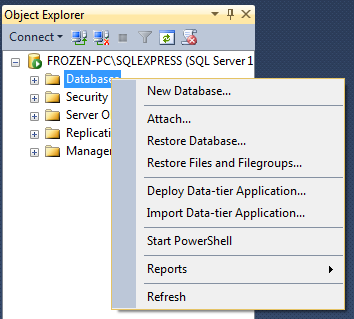 Object Explorer
Connect
FROZEN-PC\SQLEXPRESS (SQL Server 1
Databases
Security
Server O
Replicati
Manage
New Database...
Attach...
Restore Database...
Restore Files and Filegroups...
Deploy Data-tier Application...
Import Data-tier Application...
Start PowerShell
Reports
Refresh